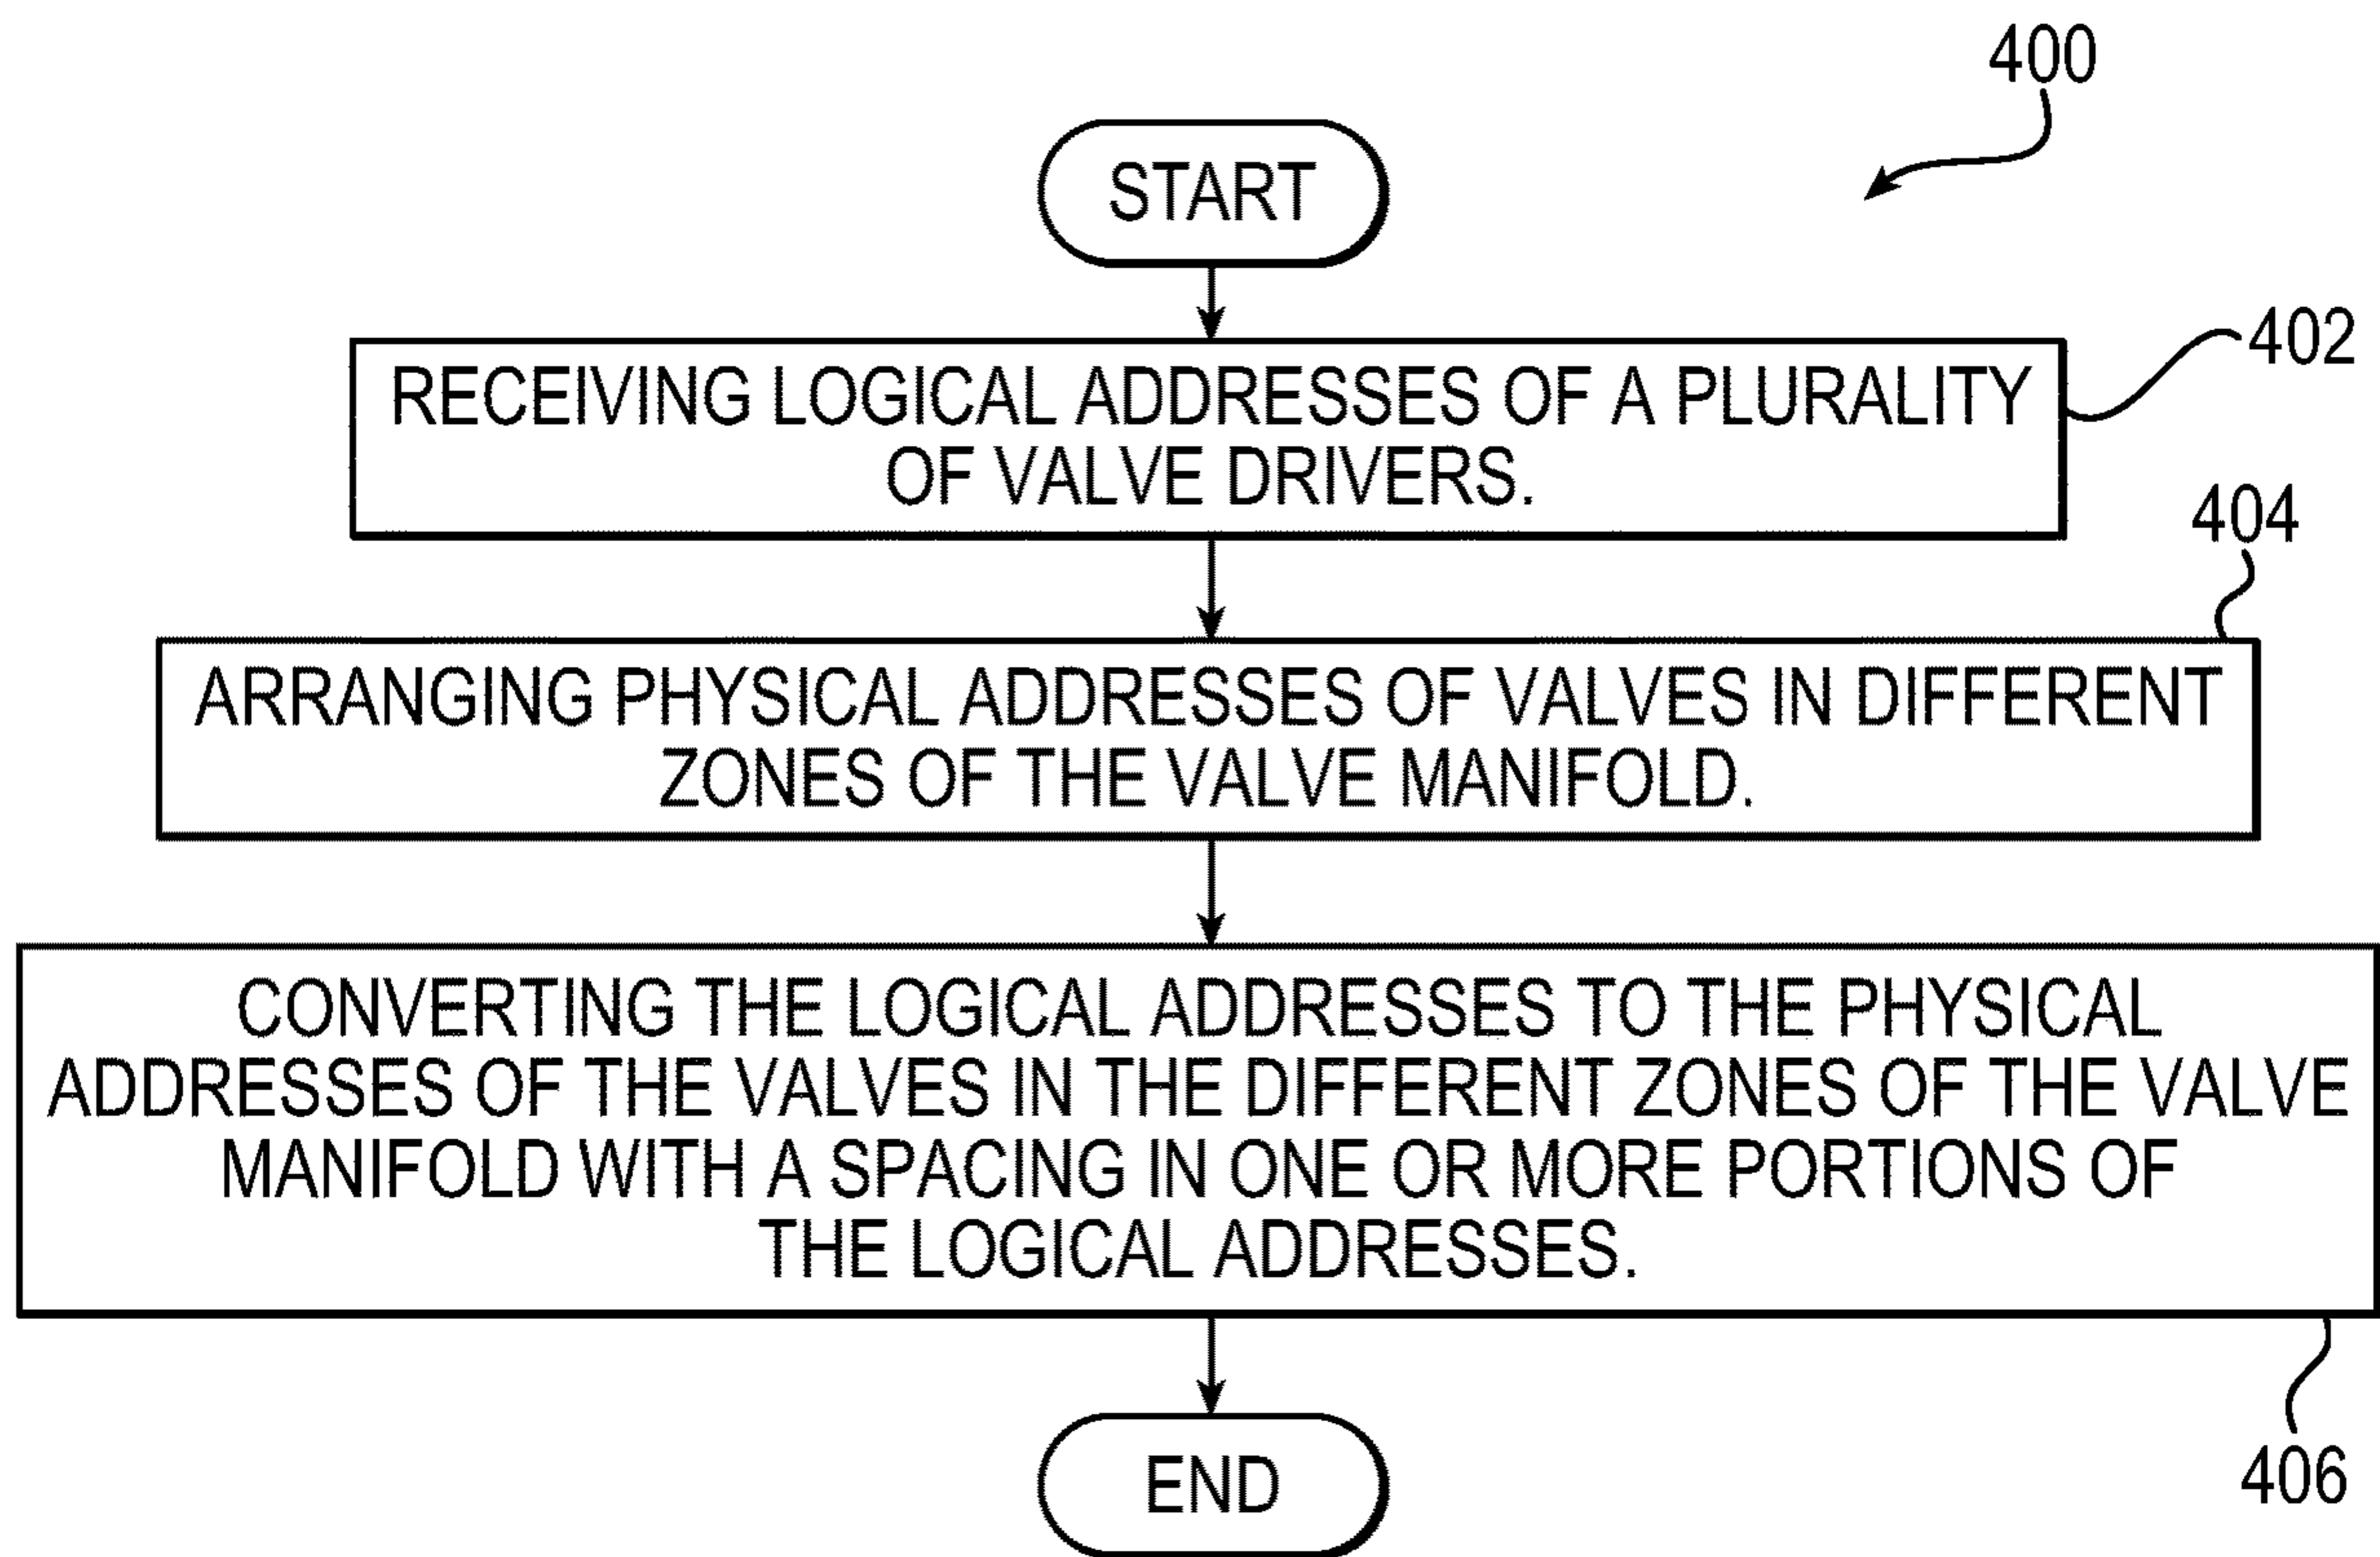 400
START
402
RECEIVING LOGICAL ADDRESSES OF A PLURALITY
OF VALVE DRIVERS.
404
ARRANGING PHYSICAL ADDRESSES OF VALVES IN DIFFERENT
ZONES OF THE VALVE MANIFOLD.
CONVERTING THE LOGICAL ADDRESSES TO THE PHYSICAL
ADDRESSES OF THE VALVES IN THE DIFFERENT ZONES OF THE VALVE
MANIFOLD WITH A SPACING IN ONE OR MORE PORTIONS OF
THE LOGICAL ADDRESSES.
406
END